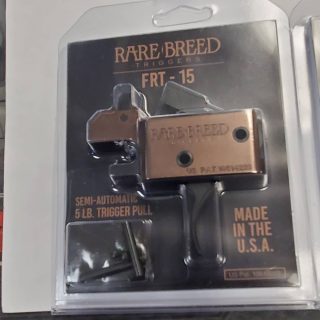 RARE BREED
TRIGGERS
FRT - 15
RARE BREED
SEMI-AUTOMATIC
5 LB. TRIGGER PULL
MADE
IN THE
U.S.A.